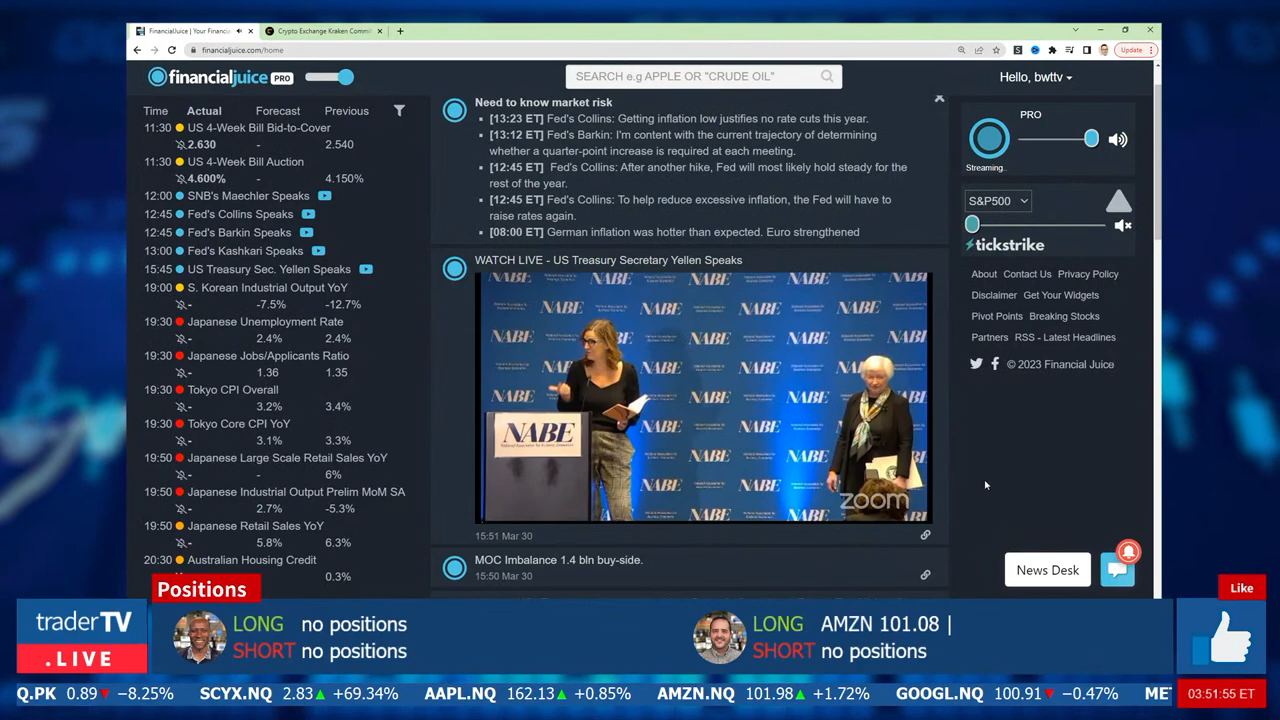 FinancialJuice | Your Financi
Crypto Exchange Kraken Commi
financialjuice.com/home
Update
financialjuice PRO
SEARCH e.g APPLE OR "CRUDE OIL"
Hello, bwttv
Time Actual Forecast Previous
11:30 US 4-Week Bill Bid-to-Cover
2.630 2.540
11:30 US 4-Week Bill Auction
4.600% - 4.150%
12:00 SNB's Maechler Speaks
12:45 Fed's Collins Speaks
12:45 Fed's Barkin Speaks
13:00 Fed's Kashkari Speaks
15:45 US Treasury Sec. Yellen Speaks
19:00 S. Korean Industrial Output YoY
- -7.5% -12.7%
19:30 Japanese Unemployment Rate
- 2.4% 2.4%
19:30 Japanese Jobs/Applicants Ratio
- 1.36 1.35
19:30 Tokyo CPI Overall
- 3.2% 3.4%
19:30 Tokyo Core CPI YoY
- 3.1% 3.3%
19:50 Japanese Large Scale Retail Sales YoY
- - 6%
19:50 Japanese Industrial Output Prelim MoM SA
- 2.7% -5.3%
19:50 Japanese Retail Sales YoY
- 5.8% 6.3%
20:30 Australian Housing Credit
0.3%
Need to know market risk
[13:23 ET] Fed's Collins: Getting inflation low justifies no rate cuts this year.
[13:12 ET] Fed's Barkin: I'm content with the current trajectory of determining
whether a quarter-point increase is required at each meeting.
[12:45 ET] Fed's Collins: After another hike, Fed will most likely hold steady for the
rest of the year.
[12:45 ET] Fed's Collins: To help reduce excessive inflation, the Fed will have to
raise rates again.
[08:00 ET] German inflation was hotter than expected. Euro strengthened
WATCH LIVE - US Treasury Secretary Yellen Speaks
NABE
zoom
15:51 Mar 30
MOC Imbalance 1.4 bln buy-side.
15:50 Mar 30
PRO
Streaming..
S&P500
tickstrike
About Contact Us Privacy Policy
Disclaimer Get Your Widgets
Pivot Points Breaking Stocks
Partners RSS - Latest Headlines
© 2023 Financial Juice
News Desk
Positions
Like
traderTV
.LIVE
LONG no positions
SHORT no positions
LONG AMZN 101.08 |
SHORT no positions
Q.PK 0.89 −8.25% SCYX.NQ 2.83 +69.34% AAPL.NQ 162.13 +0.85% AMZN.NQ 101.98 +1.72% GOOGL.NQ 100.91 −0.47% MET
03:51:55 ET